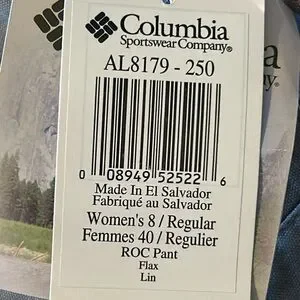 Columbia
Sportswear Company®
AL8179 - 250
0 08949 52522 6
Made In El Salvador
Fabriqué au Salvador
Women's 8 / Regular
Femmes 40 / Regulier
ROC Pant
Flax
Lin